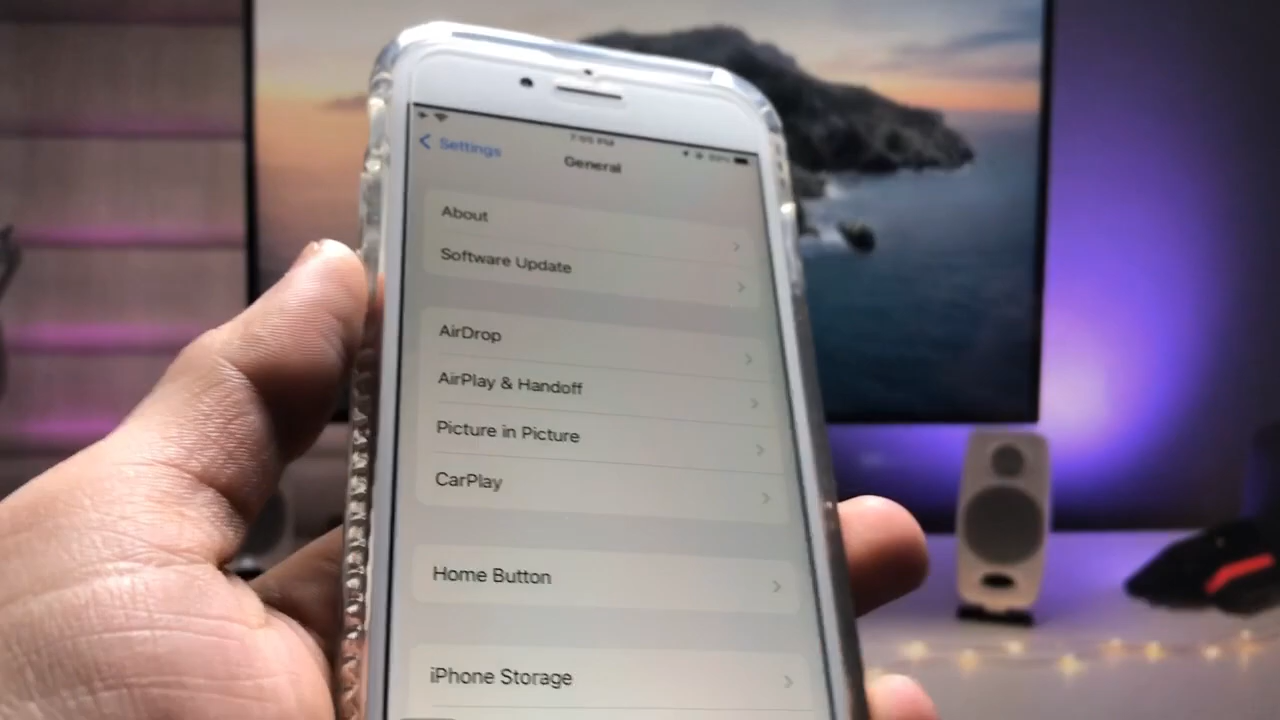 Settings
General
About
Software Update
AirDrop
AirPlay & Handoff
Picture in Picture
CarPlay
Home Button
iPhone Storage